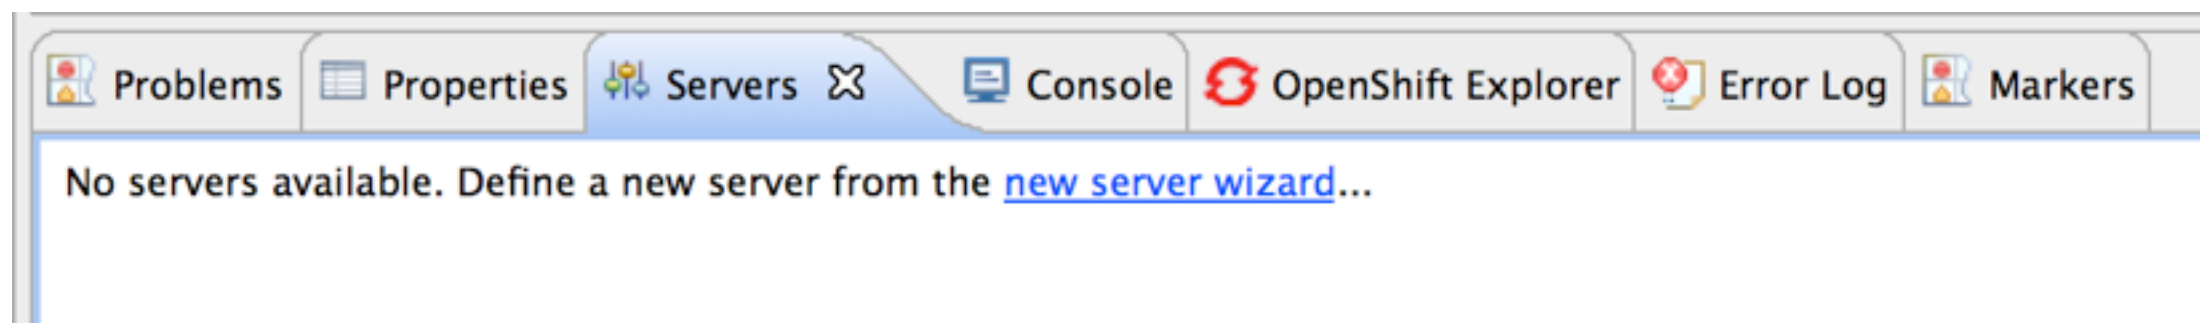 Problems Properties Servers Console OpenShift Explorer Error Log Markers
No servers available. Define a new server from the new server wizard...